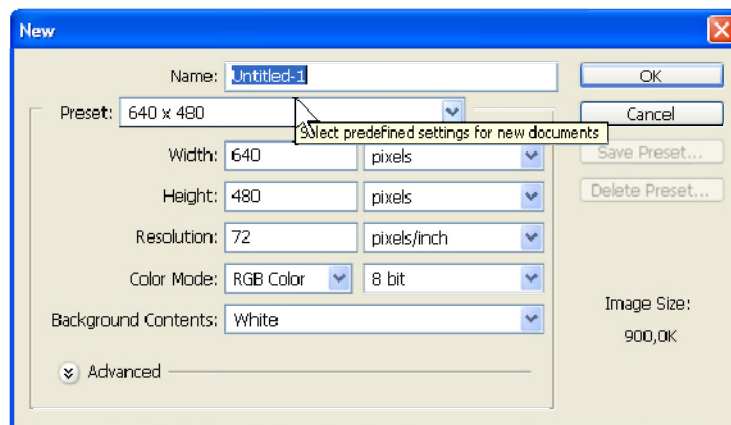 New
Name: Untitled-1 OK
Preset: 640 x 480 Cancel
Select predefined settings for new documents
Width: 640 pixels Save Preset...
Height: 480 pixels Delete Preset...
Resolution: 72 pixels/inch
Color Mode: RGB Color 8 bit
Image Size:
Background Contents: White
900,0K
Advanced